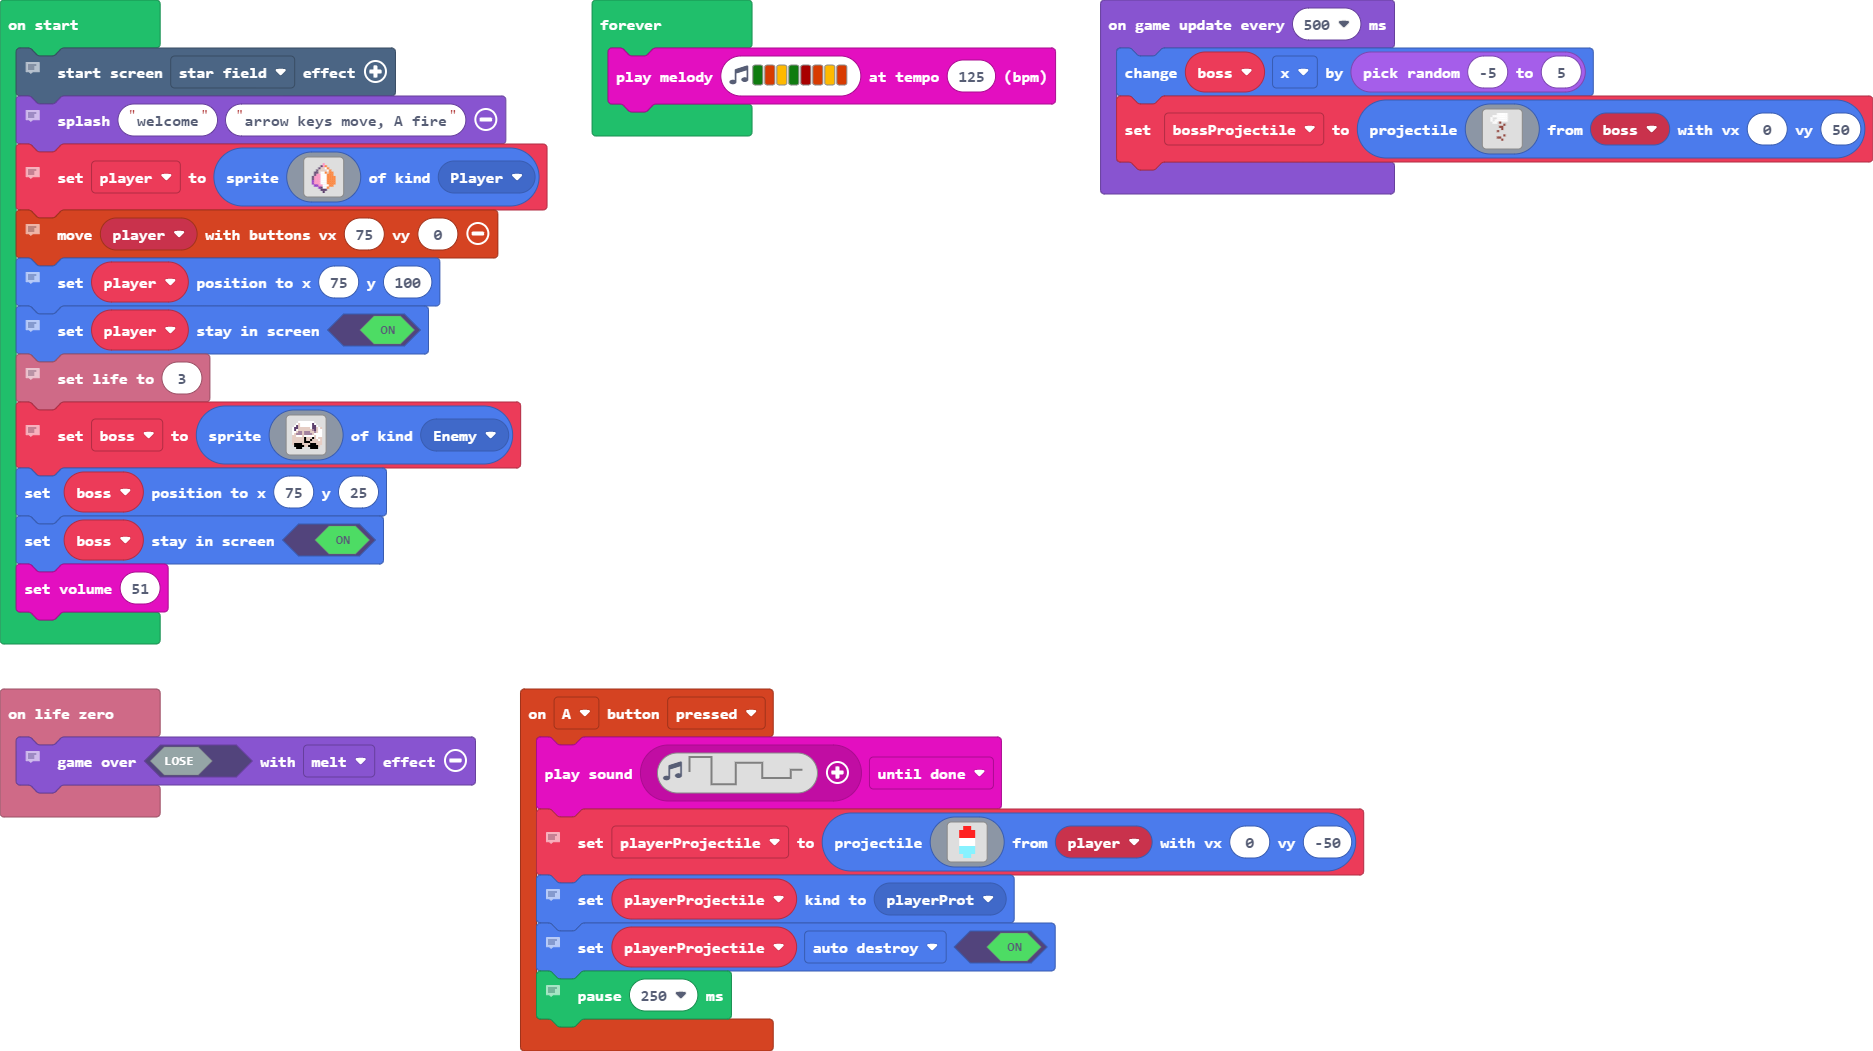 on start
start screen star field effect
splash "welcome" "arrow keys move, A fire"
set player to sprite of kind Player
move player with buttons vx 75 vy 0
set player position to x 75 y 100
set player stay in screen ON
set life to 3
set boss to sprite of kind Enemy
set boss position to x 75 y 25
set boss stay in screen ON
set volume 51
forever
play melody at tempo 125 (bpm)
on game update every 500 ms
change boss x by pick random -5 to 5
set bossProjectile to projectile from boss with vx 0 vy 50
on life zero
game over LOSE with melt effect
on A button pressed
play sound until done
set playerProjectile to projectile from player with vx 0 vy -50
set playerProjectile kind to playerProt
set playerProjectile auto destroy ON
pause 250 ms